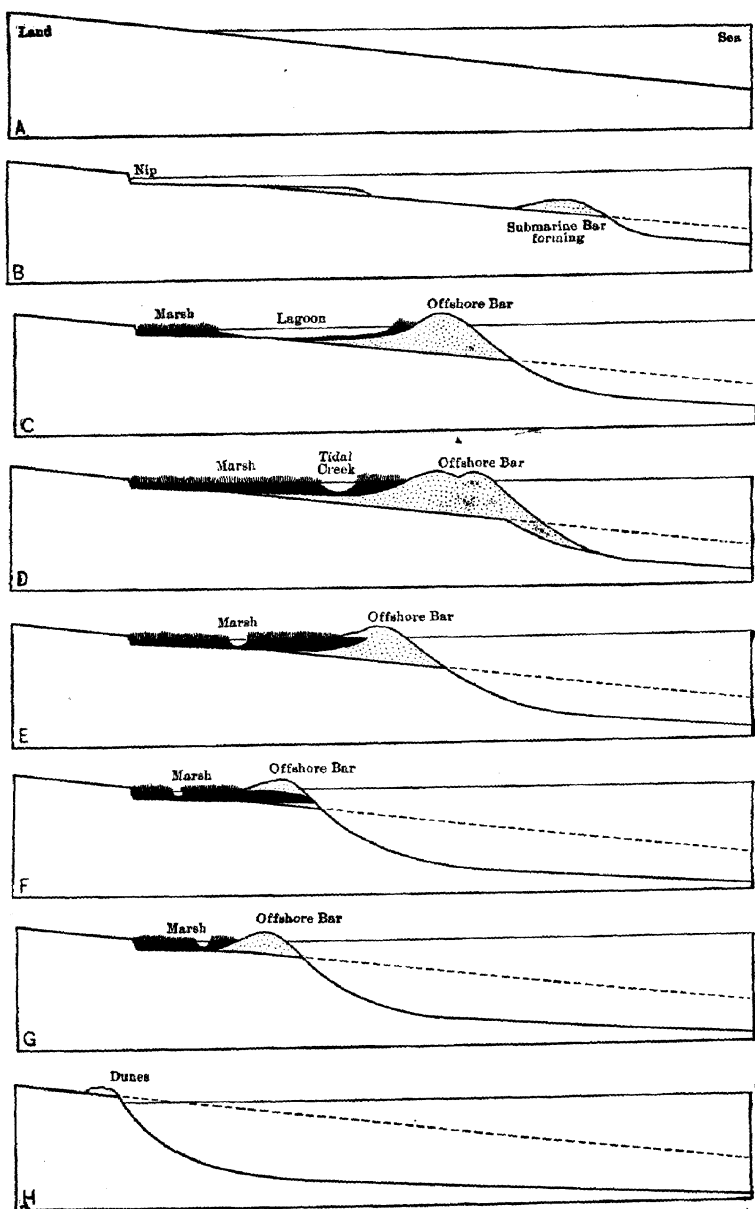 Land
Sea
A
Nip
Submarine Bar
forming
B
Marsh
Lagoon
Offshore Bar
C
Marsh
Tidal
Creek
Offshore Bar
D
Marsh
Offshore Bar
E
Marsh
Offshore Bar
F
Marsh
Offshore Bar
G
Dunes
H